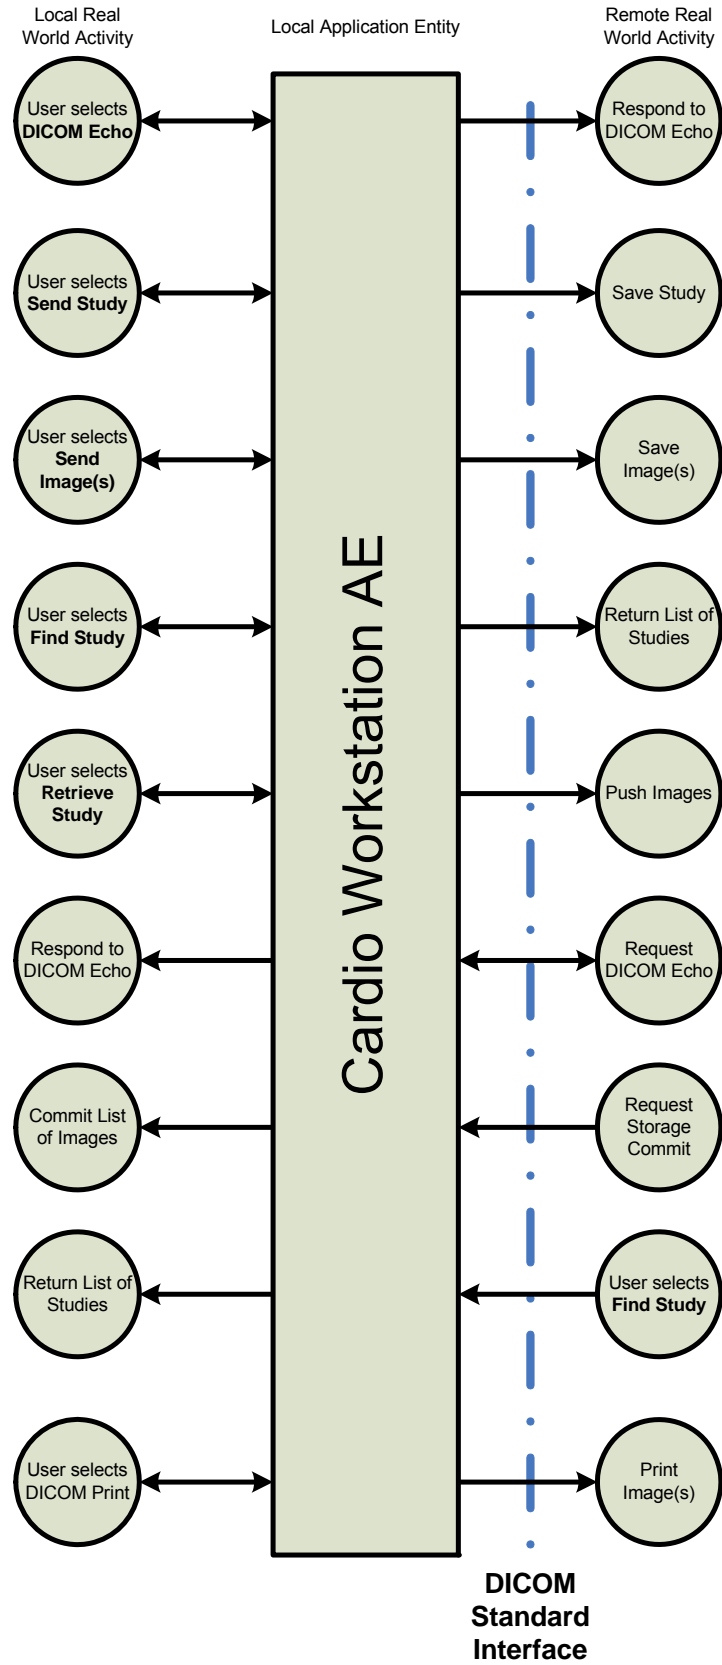 Local Real
World Activity
Local Application Entity
Remote Real
World Activity
User selects
DICOM Echo
Respond to
DICOM Echo
User selects
Send Study
Save Study
User selects
Send
Image(s)
Save
Image(s)
User selects
Find Study
Return List of
Studies
User selects
Retrieve
Study
Push Images
Cardio Workstation AE
Respond to
DICOM Echo
Request
DICOM Echo
Commit List
of Images
Request
Storage
Commit
Return List of
Studies
User selects
Find Study
User selects
DICOM Print
Print
Image(s)
DICOM
Standard
Interface